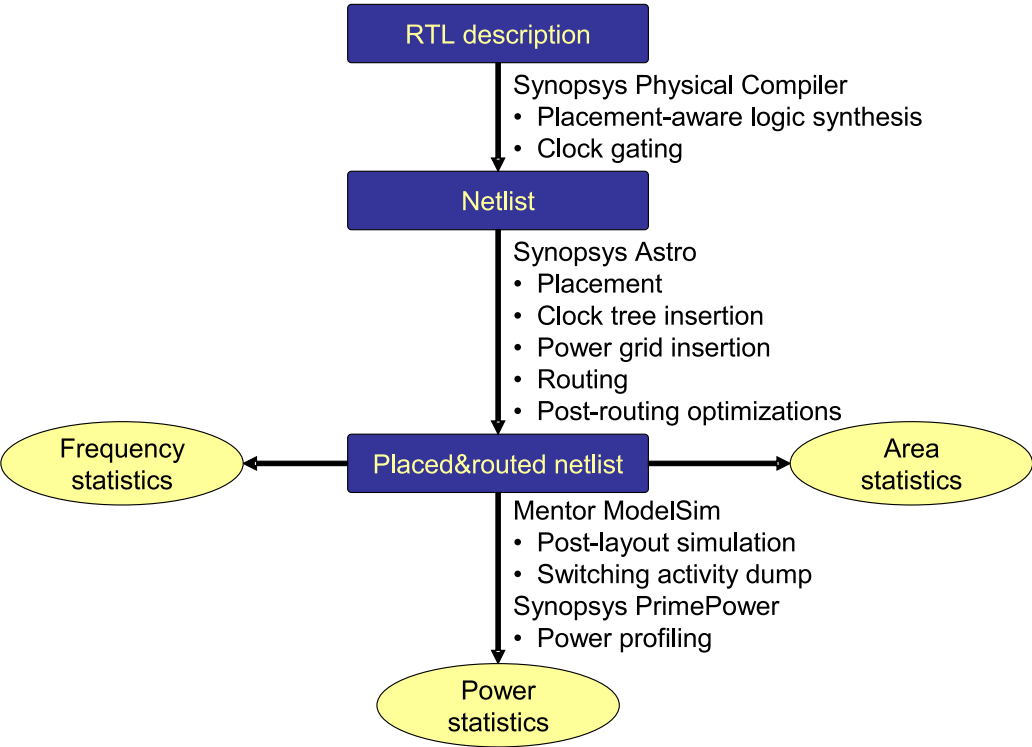 RTL description
Synopsys Physical Compiler
• Placement-aware logic synthesis
• Clock gating
Netlist
Synopsys Astro
• Placement
• Clock tree insertion
• Power grid insertion
• Routing
• Post-routing optimizations
Frequency
statistics
Placed&routed netlist
Area
statistics
Mentor ModelSim
• Post-layout simulation
• Switching activity dump
Synopsys PrimePower
• Power profiling
Power
statistics